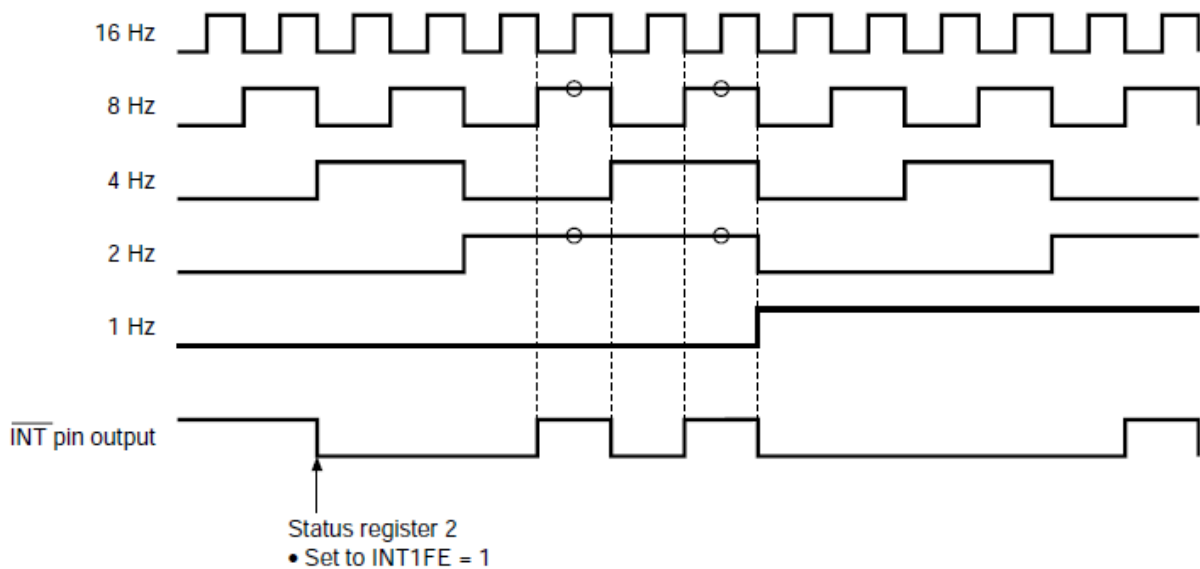 16 Hz
8 Hz
4 Hz
2 Hz
1 Hz
INT pin output
Status register 2
• Set to INT1FE = 1